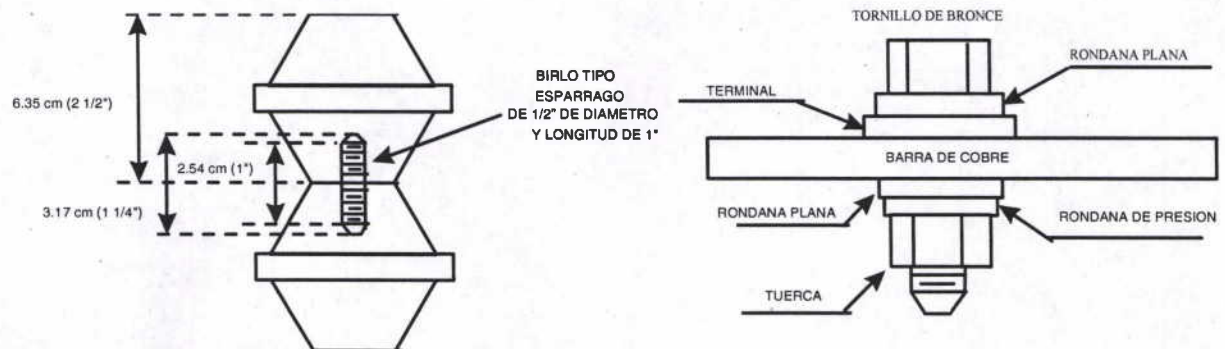 6.35 cm (2 1/2")
2.54 cm (1")
3.17 cm (1 1/4")
BIRLO TIPO
ESPARRAGO
DE 1/2" DE DIAMETRO
Y LONGITUD DE 1"
TORNILLO DE BRONCE
RONDANA PLANA
TERMINAL
BARRA DE COBRE
RONDANA PLANA
RONDANA DE PRESION
TUERCA